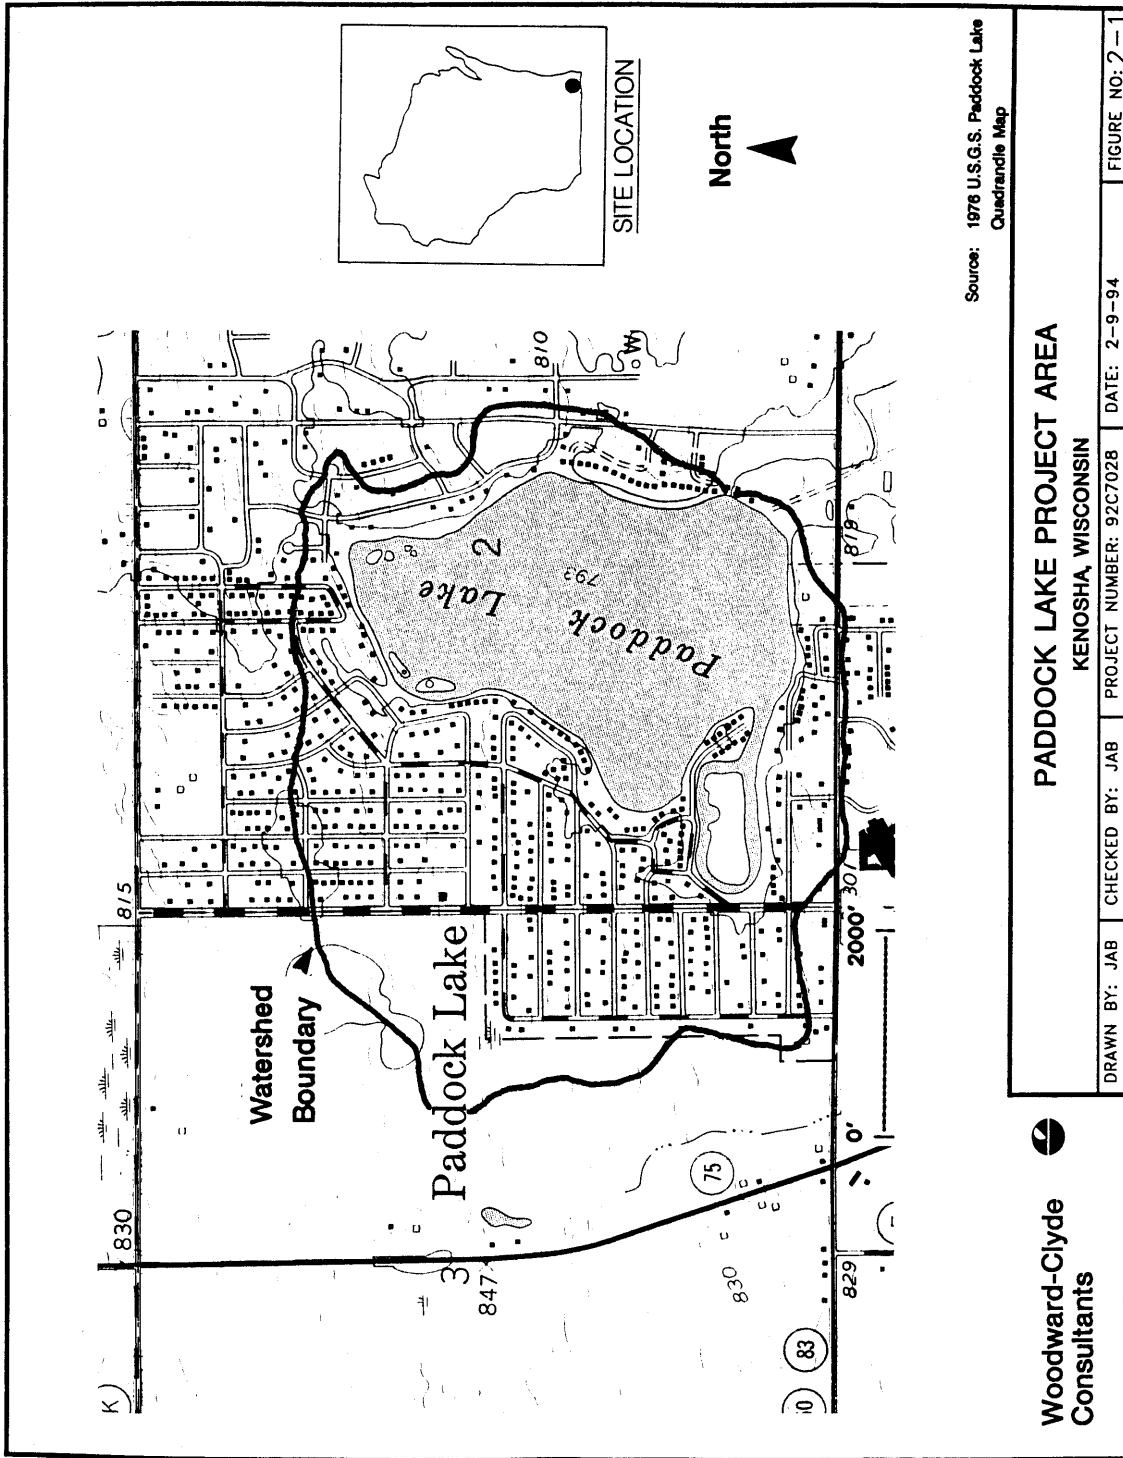 SITE LOCATION
North
Source: 1976 U.S.G.S. Paddock Lake
Quadrandle Map
K
830
815
810
W
Watershed
Boundary
Paddock Lake
2
Paddock
Lake
793
3
847
75
830
83
829
819
30
0'
2000'
Woodward-Clyde
Consultants
PADDOCK LAKE PROJECT AREA
KENOSHA, WISCONSIN
DRAWN BY: JAB
CHECKED BY: JAB
PROJECT NUMBER: 92C7028
DATE: 2-9-94
FIGURE NO: 2-1